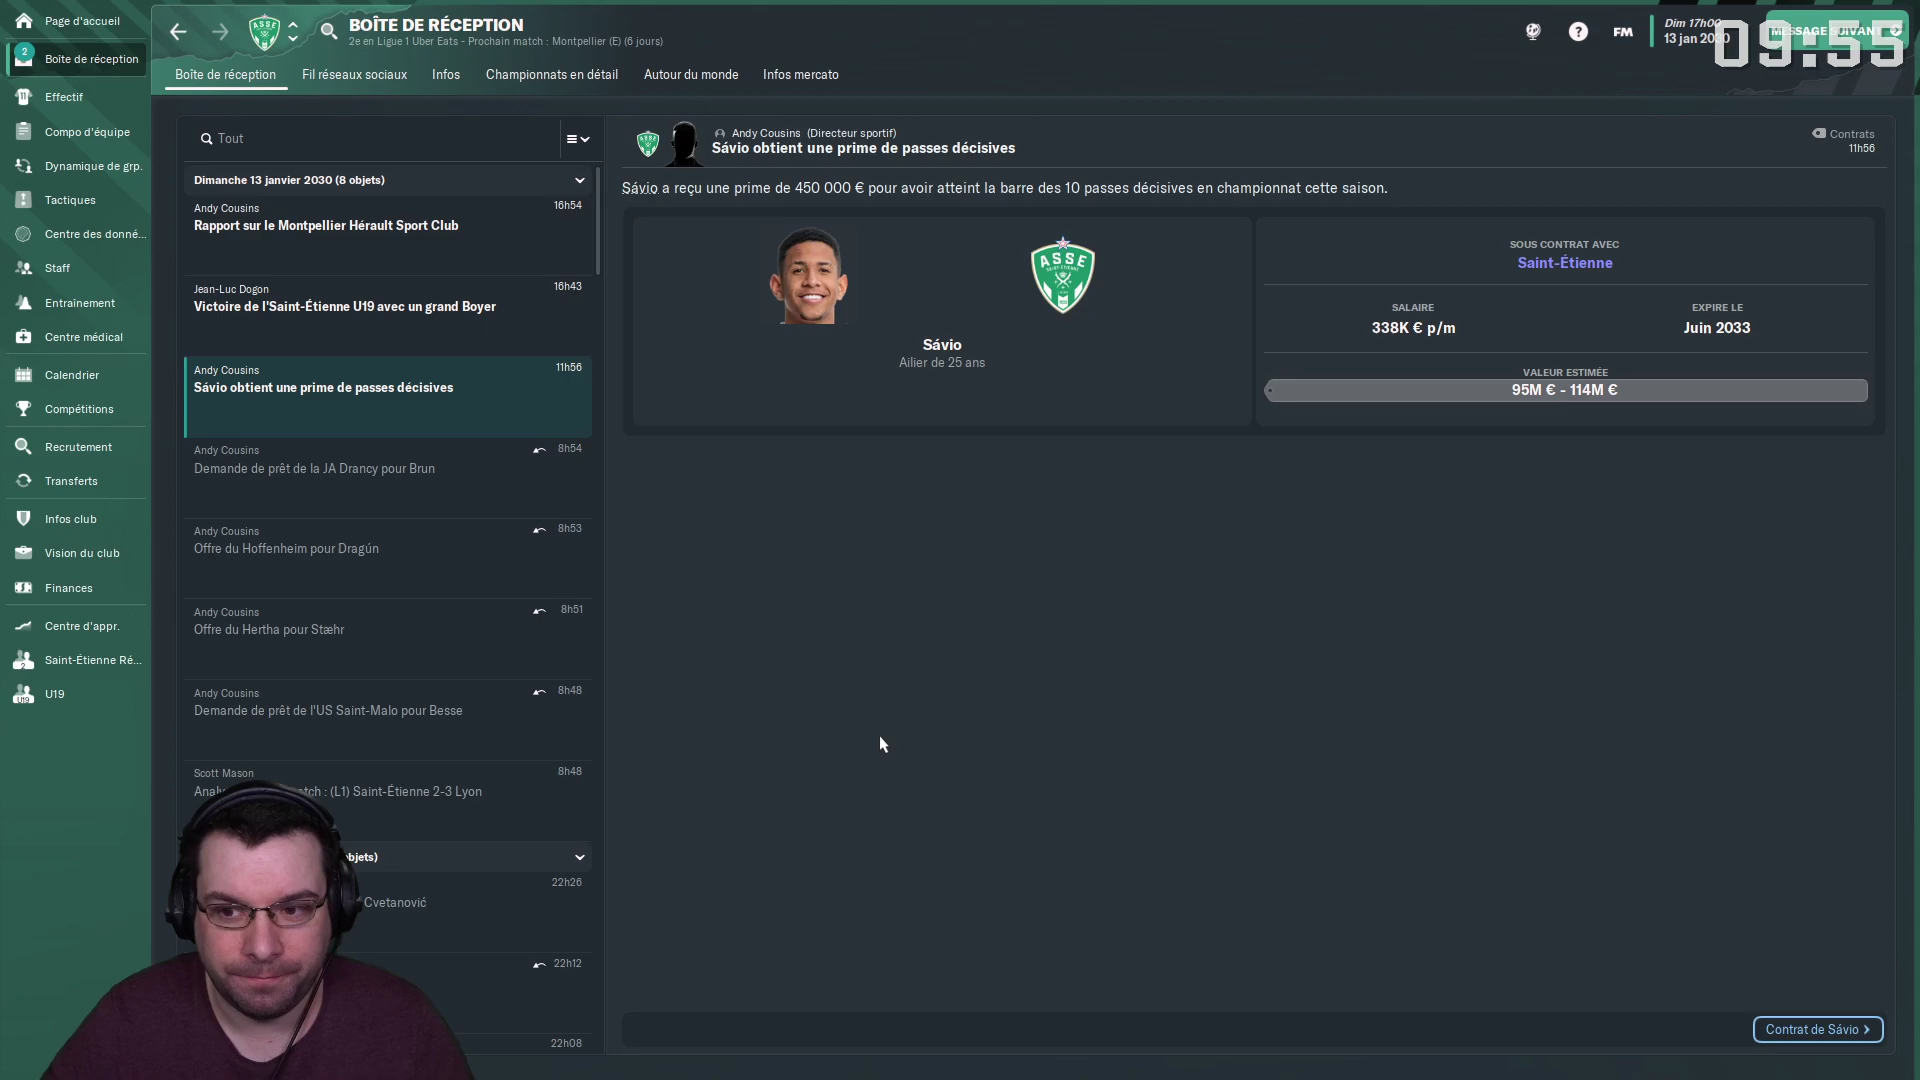 Page d'accueil
2
Boîte de réception
Effectif
Compo d'équipe
Dynamique de grp.
Tactiques
Centre des donné...
Staff
Entraînement
Centre médical
Calendrier
Compétitions
Recrutement
Transferts
Infos club
Vision du club
Finances
Centre d'appr.
Saint-Étienne Ré...
U19
BOÎTE DE RÉCEPTION
2e en Ligue 1 Uber Eats - Prochain match : Montpellier (E) (6 jours)
FM
Dim 17h00
13 jan 2030
MESSAGE SUIVANT
09:55
Boîte de réception
Fil réseaux sociaux
Infos
Championnats en détail
Autour du monde
Infos mercato
Tout
Dimanche 13 janvier 2030 (8 objets)
Andy Cousins 16h54
Rapport sur le Montpellier Hérault Sport Club
Jean-Luc Dogon 16h43
Victoire de l'Saint-Étienne U19 avec un grand Boyer
Andy Cousins 11h56
Sávio obtient une prime de passes décisives
Andy Cousins 8h54
Demande de prêt de la JA Drancy pour Brun
Andy Cousins 8h53
Offre du Hoffenheim pour Dragún
Andy Cousins 8h51
Offre du Hertha pour Stæhr
Andy Cousins 8h48
Demande de prêt de l'US Saint-Malo pour Besse
Scott Mason 8h48
: (L1) Saint-Étienne 2-3 Lyon
22h26
Cvetanović
22h12
22h08
Andy Cousins (Directeur sportif)
Sávio obtient une prime de passes décisives
Contrats
11h56
Sávio a reçu une prime de 450 000 € pour avoir atteint la barre des 10 passes décisives en championnat cette saison.
ASSE
Sávio
Ailier de 25 ans
SOUS CONTRAT AVEC
Saint-Étienne
SALAIRE
338K € p/m
EXPIRE LE
Juin 2033
VALEUR ESTIMÉE
95M € - 114M €
Contrat de Sávio